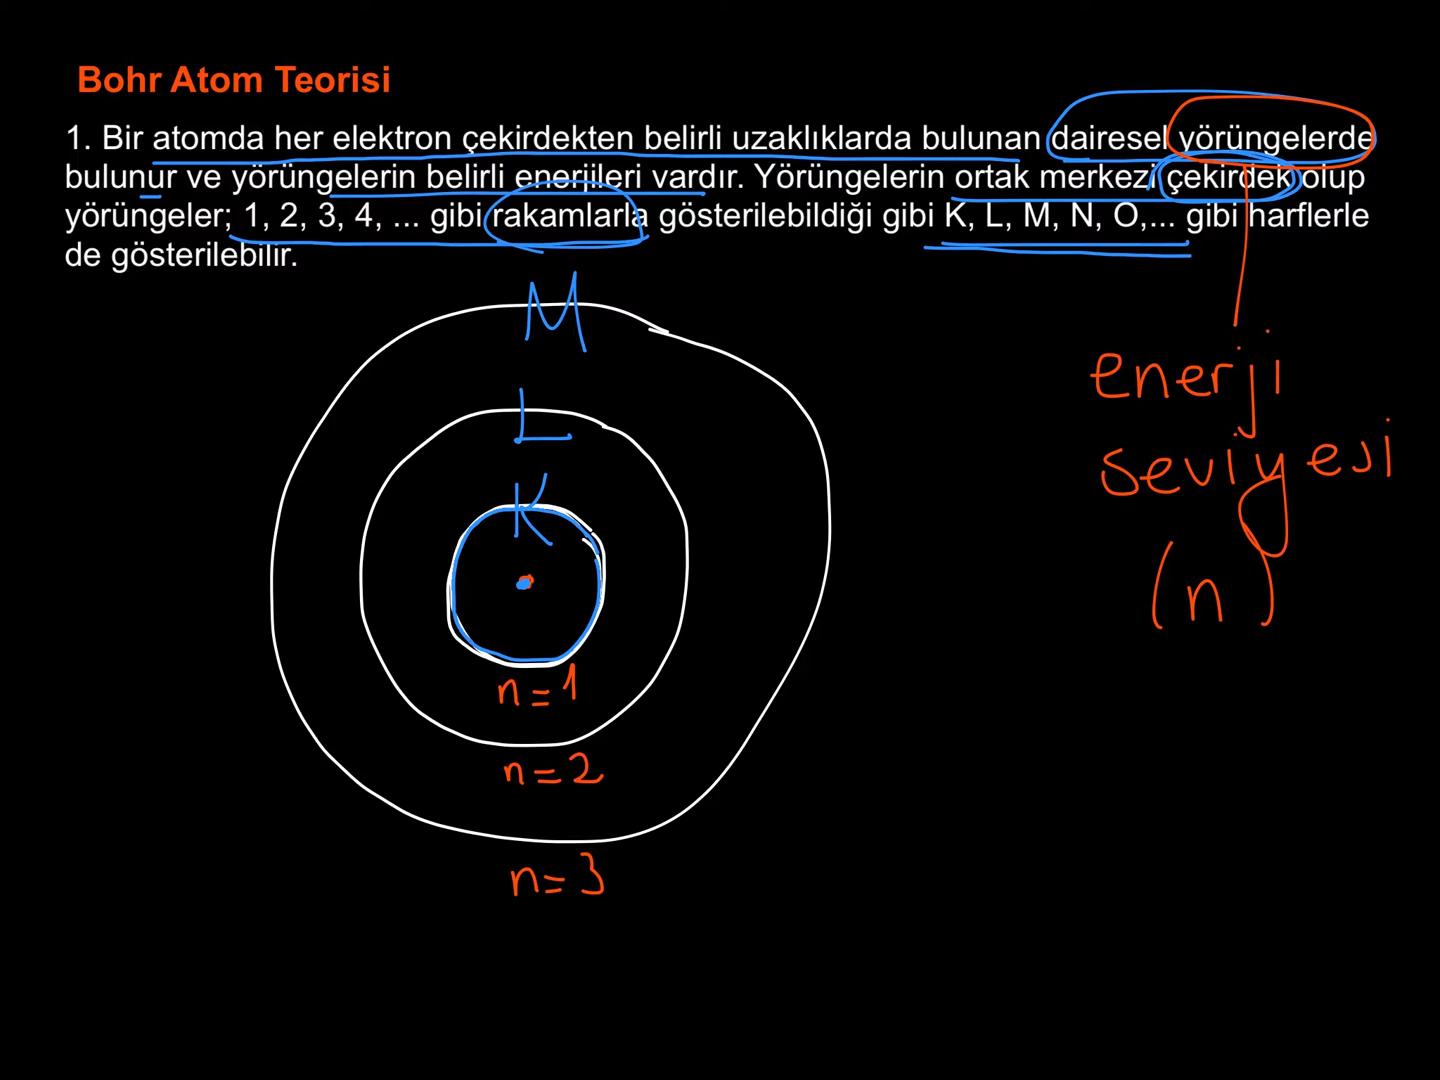 Bohr Atom Teorisi
1. Bir atomda her elektron çekirdekten belirli uzaklıklarda bulunan dairesel yörüngelerde
bulunur ve yörüngelerin belirli enerjileri vardır. Yörüngelerin ortak merkezi çekirdek olup
yörüngeler; 1, 2, 3, 4, ... gibi rakamlarla gösterilebildiği gibi K, L, M, N, O,... gibi harflerle
de gösterilebilir.
M
enerji
L
seviyesi
K
(n)
n=1
n=2
n=3